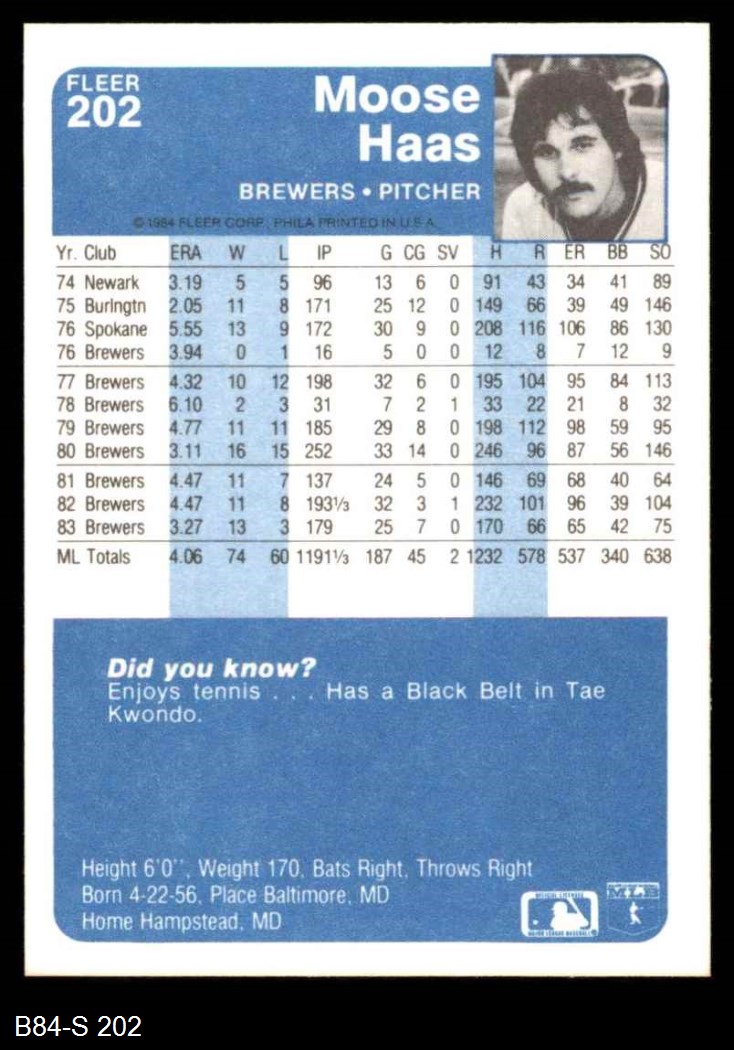 FLEER
202
Moose
Haas
BREWERS • PITCHER
© 1984 FLEER CORP., PHILA PRINTED IN U.S.A.
Yr. Club ERA W L IP G CG SV H R ER BB SO
74 Newark 3.19 5 5 96 13 6 0 91 43 34 41 89
75 Burlngtn 2.05 11 8 171 25 12 0 149 66 39 49 146
76 Spokane 5.55 13 9 172 30 9 0 208 116 106 86 130
76 Brewers 3.94 0 1 16 5 0 0 12 8 7 12 9
77 Brewers 4.32 10 12 198 32 6 0 195 104 95 84 113
78 Brewers 6.10 2 3 31 7 2 1 33 22 21 8 32
79 Brewers 4.77 11 11 185 29 8 0 198 112 98 59 95
80 Brewers 3.11 16 15 252 33 14 0 246 96 87 56 146
81 Brewers 4.47 11 7 137 24 5 0 146 69 68 40 64
82 Brewers 4.47 11 8 193⅓ 32 3 1 232 101 96 39 104
83 Brewers 3.27 13 3 179 25 7 0 170 66 65 42 75
ML Totals 4.06 74 60 1191⅓ 187 45 2 1232 578 537 340 638
Did you know?
Enjoys tennis . . . Has a Black Belt in Tae
Kwondo.
Height 6'0'', Weight 170, Bats Right, Throws Right
Born 4-22-56, Place Baltimore, MD
Home Hampstead, MD
MAJOR LEAGUE BASEBALL
B84-S 202